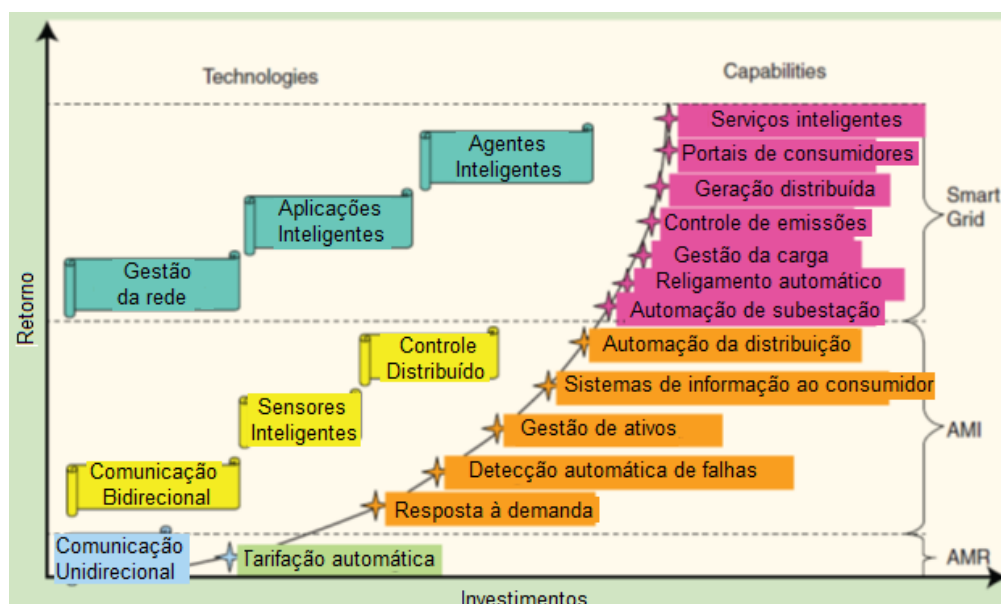 Technologies
Capabilities
Serviços inteligentes
Agentes
Inteligentes
Portais de consumidores
Geração distribuída
Smart
Grid
Aplicações
Inteligentes
Controle de emissões
Gestão da carga
Gestão
da rede
Religamento automático
Automação de subestação
Retorno
Controle
Distribuído
Automação da distribuição
Sistemas de informação ao consumidor
Sensores
Inteligentes
Gestão de ativos
AMI
Comunicação
Bidirecional
Detecção automática de falhas
Resposta à demanda
Comunicação
Unidirecional
Tarifação automática
AMR
Investimentos